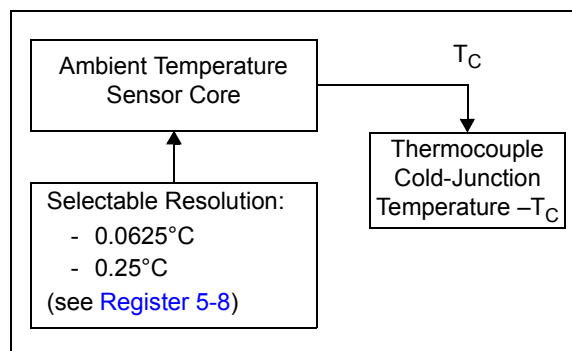 Ambient Temperature
Sensor Core
T_C
Thermocouple
Cold-Junction
Temperature –T_C
Selectable Resolution:
- 0.0625°C
- 0.25°C
(see Register 5-8)